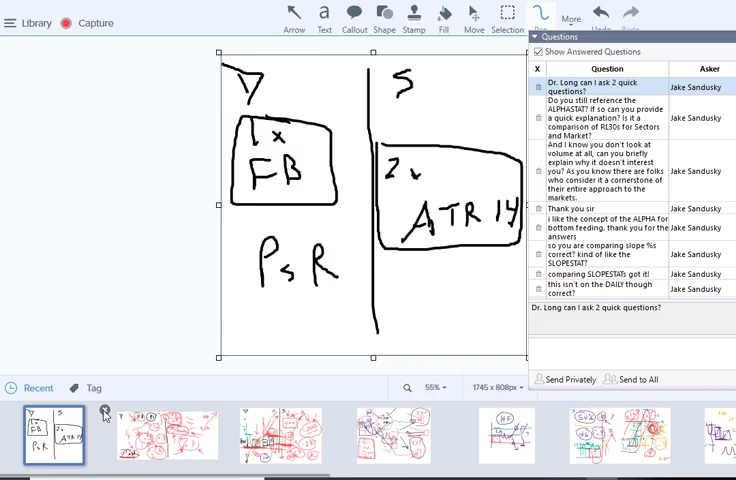 Library
Capture
Arrow
Text
Callout
Shape
Stamp
Fill
Move
Selection
More
Undo
Questions
Show Answered Questions
X Question Asker
Dr. Long can I ask 2 quick
questions?
Jake Sandusky
Do you still reference the
ALPHASTAT? If so can you provide
a quick explanation? Is it a
comparison of RL30s for Sectors
and Market?
Jake Sandusky
And I know you don't look at
volume at all, can you briefly
explain why it doesn't interest
you? As you know there are folks
who consider it a cornerstone of
their entire approach to the
markets.
Jake Sandusky
Thank you sir
Jake Sandusky
i like the concept of the ALPHA for
bottom feeding. thank you for the
answers
Jake Sandusky
so you are comparing slope %s
correct? kind of like the
SLOPESTAT?
Jake Sandusky
comparing SLOPESTATs got it!
Jake Sandusky
this isn't on the DAILY though
correct?
Jake Sandusky
Dr. Long can I ask 2 quick questions?
Send Privately
Send to All
S
1x
FB
ATR 14
PsR
Recent
Tag
55%
1745 x 808px